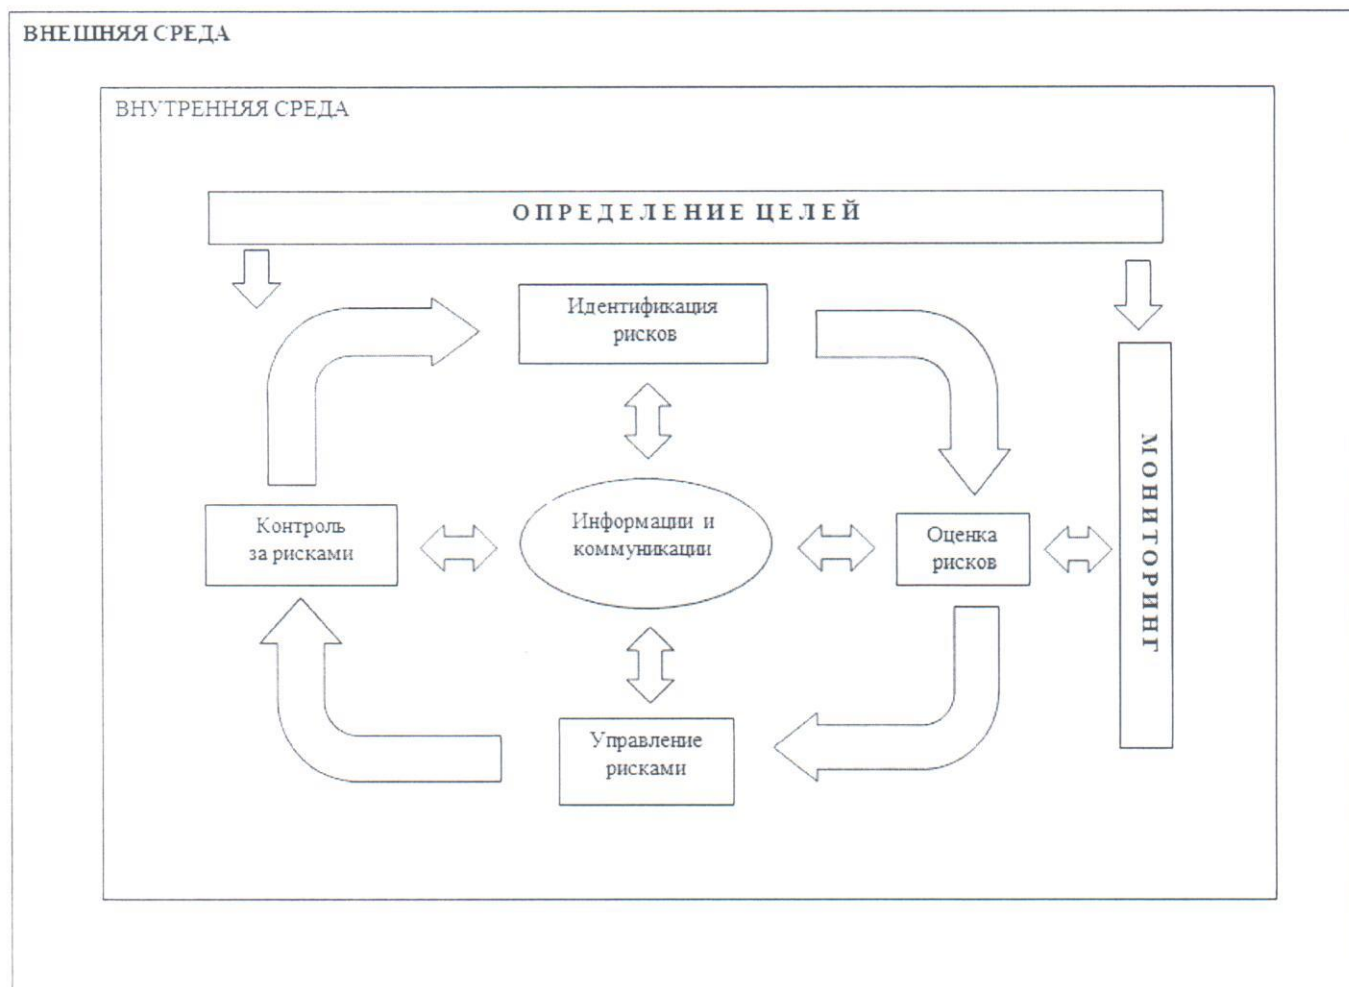 ВНЕШНЯЯ СРЕДА
ВНУТРЕННЯЯ СРЕДА
ОПРЕДЕЛЕНИЕ ЦЕЛЕЙ
Идентификация
рисков
Контроль
за рисками
Информации и
коммуникации
Оценка
рисков
МОНИТОРИНГ
Управление
рисками